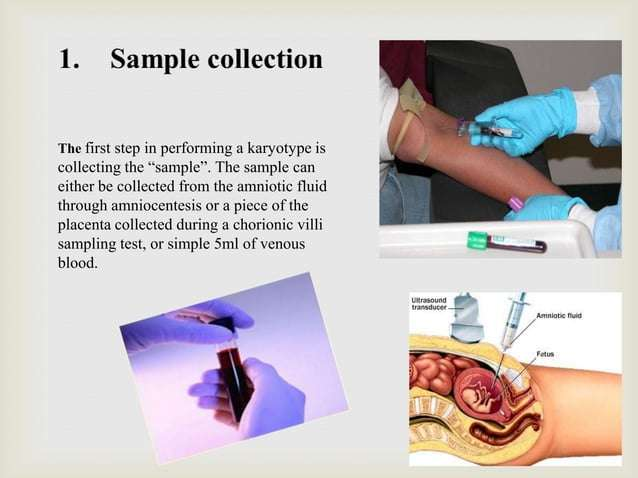 1. Sample collection
The first step in performing a karyotype is
collecting the “sample”. The sample can
either be collected from the amniotic fluid
through amniocentesis or a piece of the
placenta collected during a chorionic villi
sampling test, or simple 5ml of venous
blood.
Ultrasound
transducer
Amniotic fluid
Fetus